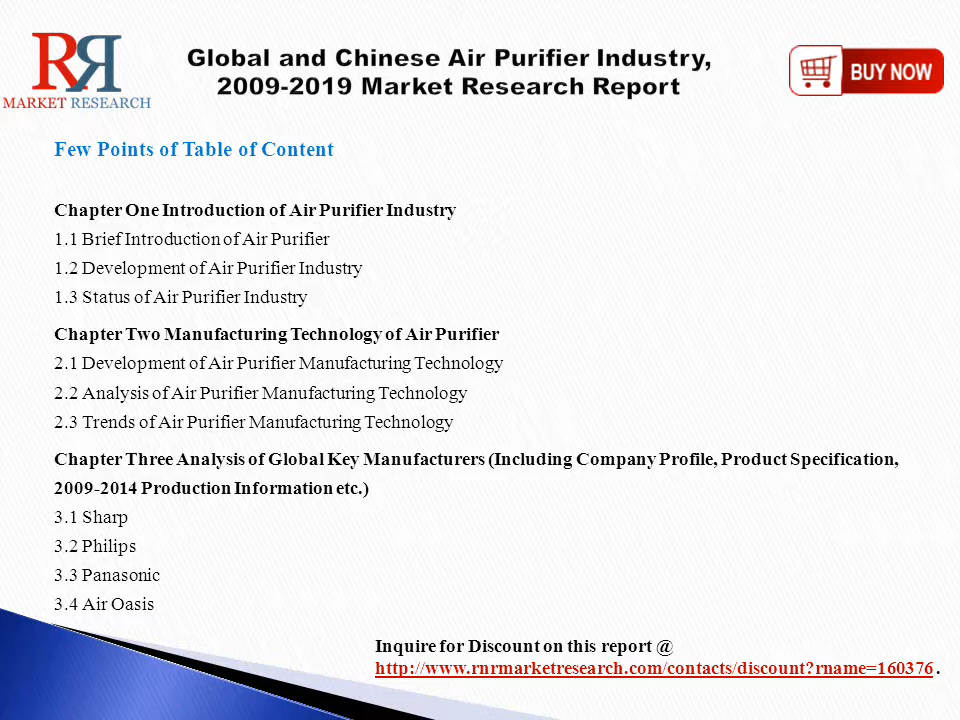 RR
MARKET RESEARCH
Global and Chinese Air Purifier Industry,
2009-2019 Market Research Report
BUY NOW
Few Points of Table of Content
Chapter One Introduction of Air Purifier Industry
1.1 Brief Introduction of Air Purifier
1.2 Development of Air Purifier Industry
1.3 Status of Air Purifier Industry
Chapter Two Manufacturing Technology of Air Purifier
2.1 Development of Air Purifier Manufacturing Technology
2.2 Analysis of Air Purifier Manufacturing Technology
2.3 Trends of Air Purifier Manufacturing Technology
Chapter Three Analysis of Global Key Manufacturers (Including Company Profile, Product Specification,
2009-2014 Production Information etc.)
3.1 Sharp
3.2 Philips
3.3 Panasonic
3.4 Air Oasis
Inquire for Discount on this report @
http://www.rnrmarketresearch.com/contacts/discount?rname=160376 .